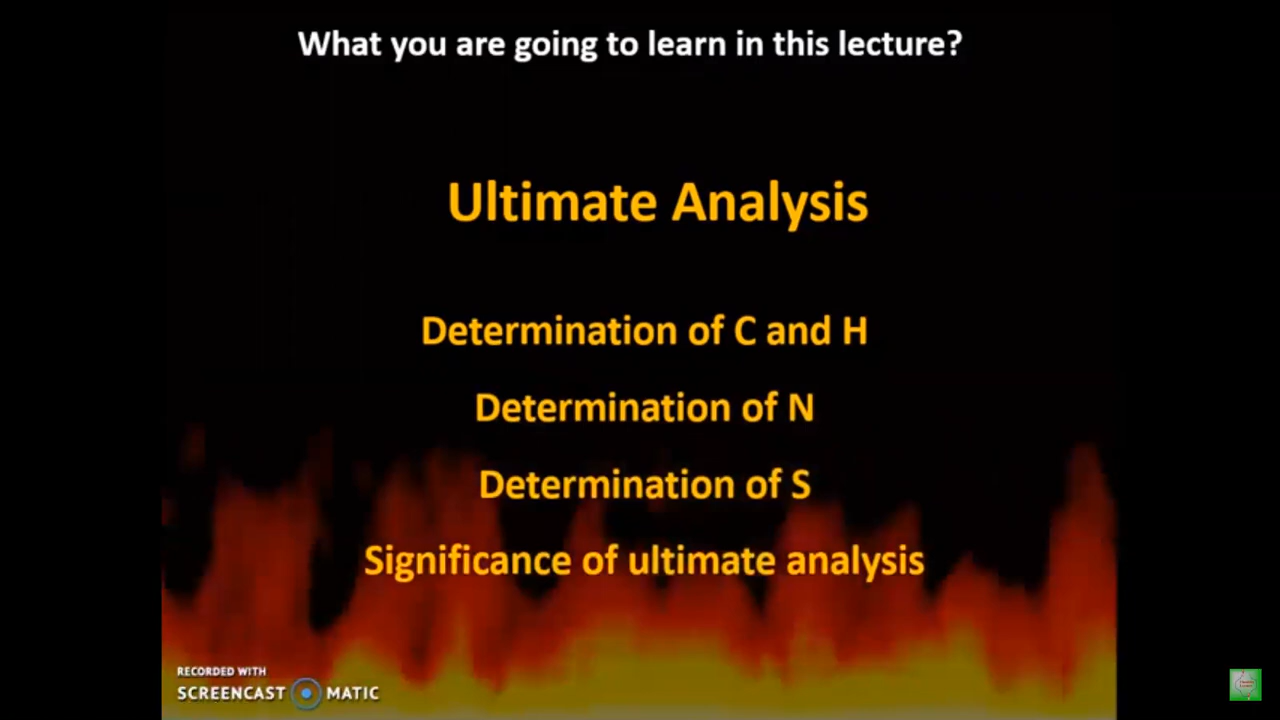 What you are going to learn in this lecture?
Ultimate Analysis
Determination of C and H
Determination of N
Determination of S
Significance of ultimate analysis
RECORDED WITH
SCREENCAST MATIC